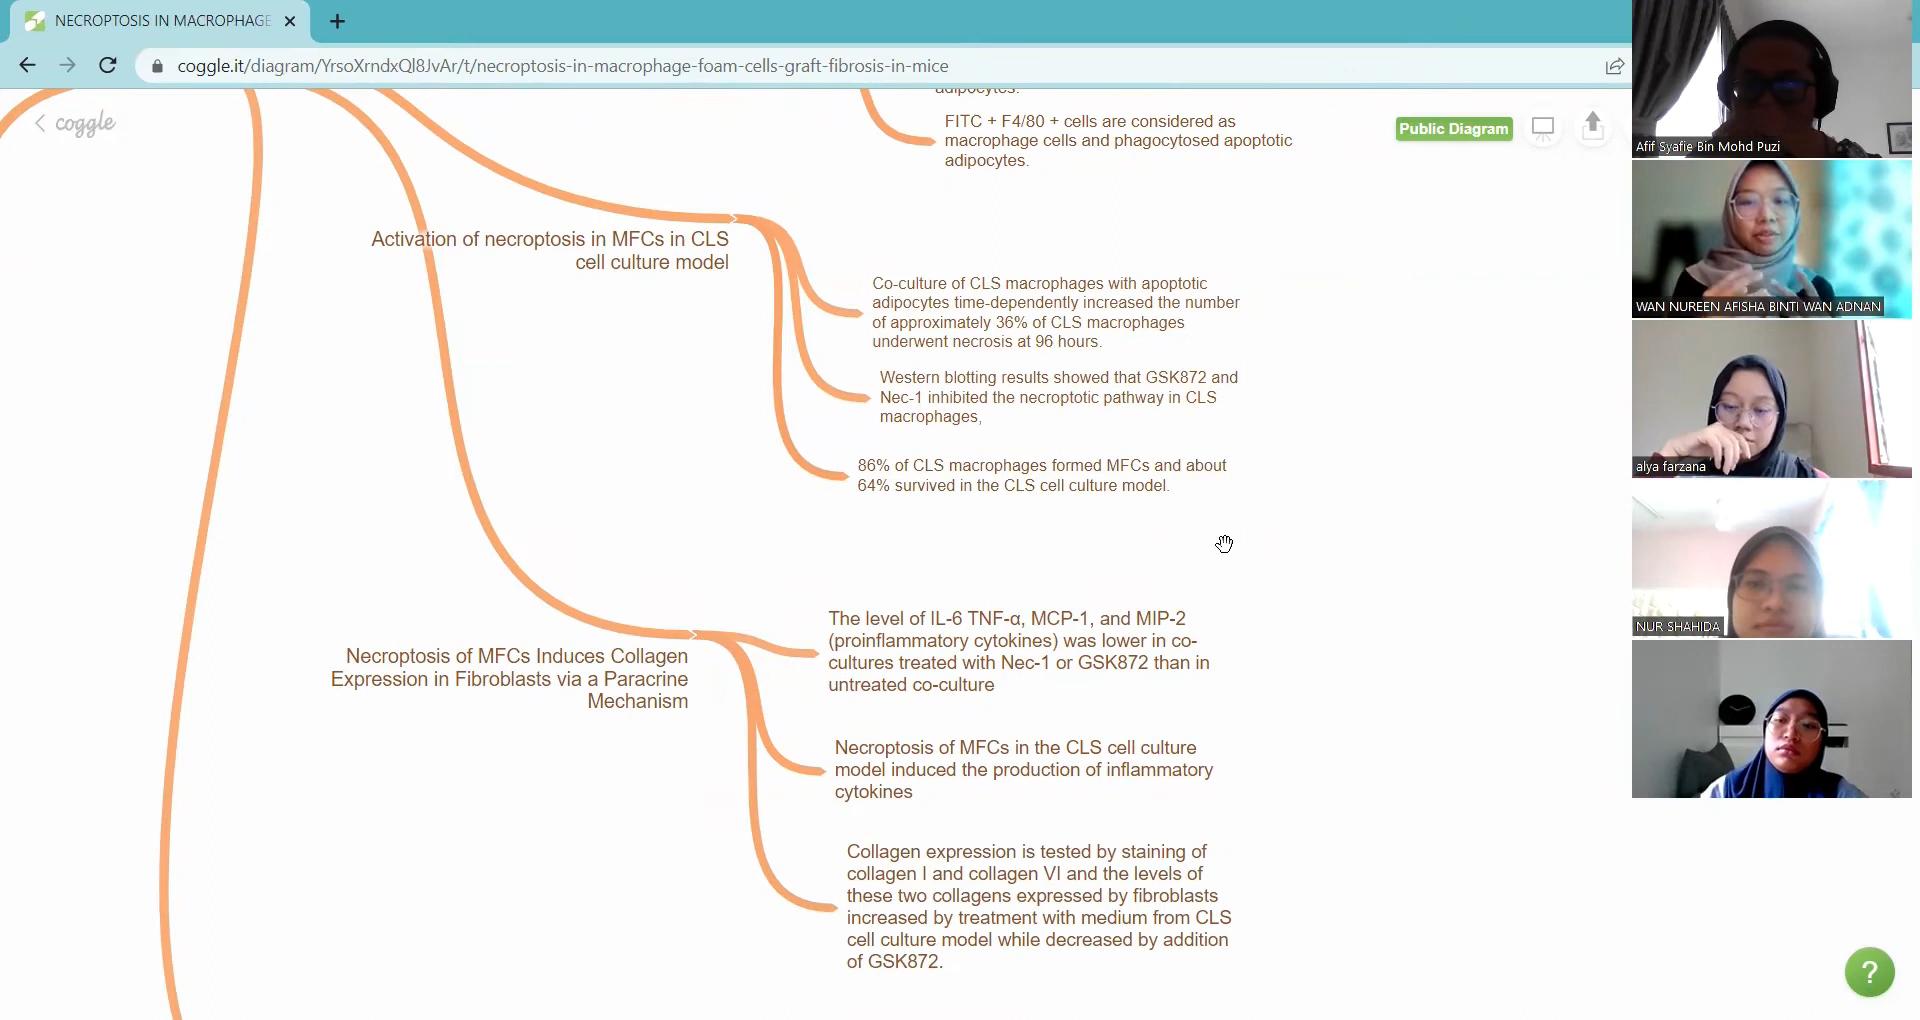 NECROPTOSIS IN MACROPHAGE
coggle.it/diagram/YrsoXrndxQl8JvAr/t/necroptosis-in-macrophage-foam-cells-graft-fibrosis-in-mice
coggle
adipocytes.
FITC + F4/80 + cells are considered as
macrophage cells and phagocytosed apoptotic
adipocytes.
Public Diagram
Activation of necroptosis in MFCs in CLS
cell culture model
Co-culture of CLS macrophages with apoptotic
adipocytes time-dependently increased the number
of approximately 36% of CLS macrophages
underwent necrosis at 96 hours.
Western blotting results showed that GSK872 and
Nec-1 inhibited the necroptotic pathway in CLS
macrophages,
86% of CLS macrophages formed MFCs and about
64% survived in the CLS cell culture model.
Necroptosis of MFCs Induces Collagen
Expression in Fibroblasts via a Paracrine
Mechanism
The level of IL-6 TNF-α, MCP-1, and MIP-2
(proinflammatory cytokines) was lower in co-
cultures treated with Nec-1 or GSK872 than in
untreated co-culture
Necroptosis of MFCs in the CLS cell culture
model induced the production of inflammatory
cytokines
Collagen expression is tested by staining of
collagen I and collagen VI and the levels of
these two collagens expressed by fibroblasts
increased by treatment with medium from CLS
cell culture model while decreased by addition
of GSK872.
Afif Syafie Bin Mohd Puzi
WAN NUREEN AFISHA BINTI WAN ADNAN
alya farzana
NUR SHAHIDA
?